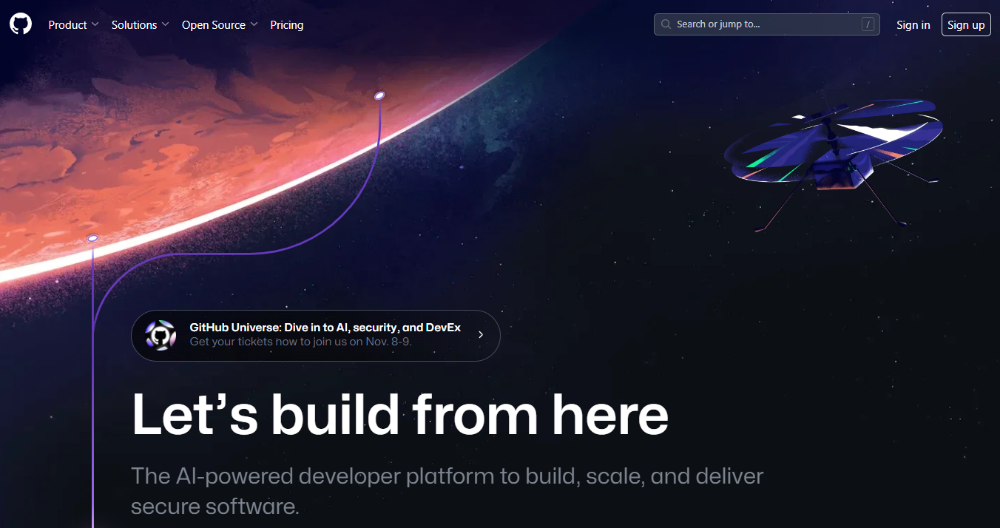 Product
Solutions
Open Source
Pricing
Search or jump to...
/
Sign in
Sign up
GitHub Universe: Dive in to AI, security, and DevEx
Get your tickets now to join us on Nov. 8-9.
Let’s build from here
The AI-powered developer platform to build, scale, and deliver
secure software.